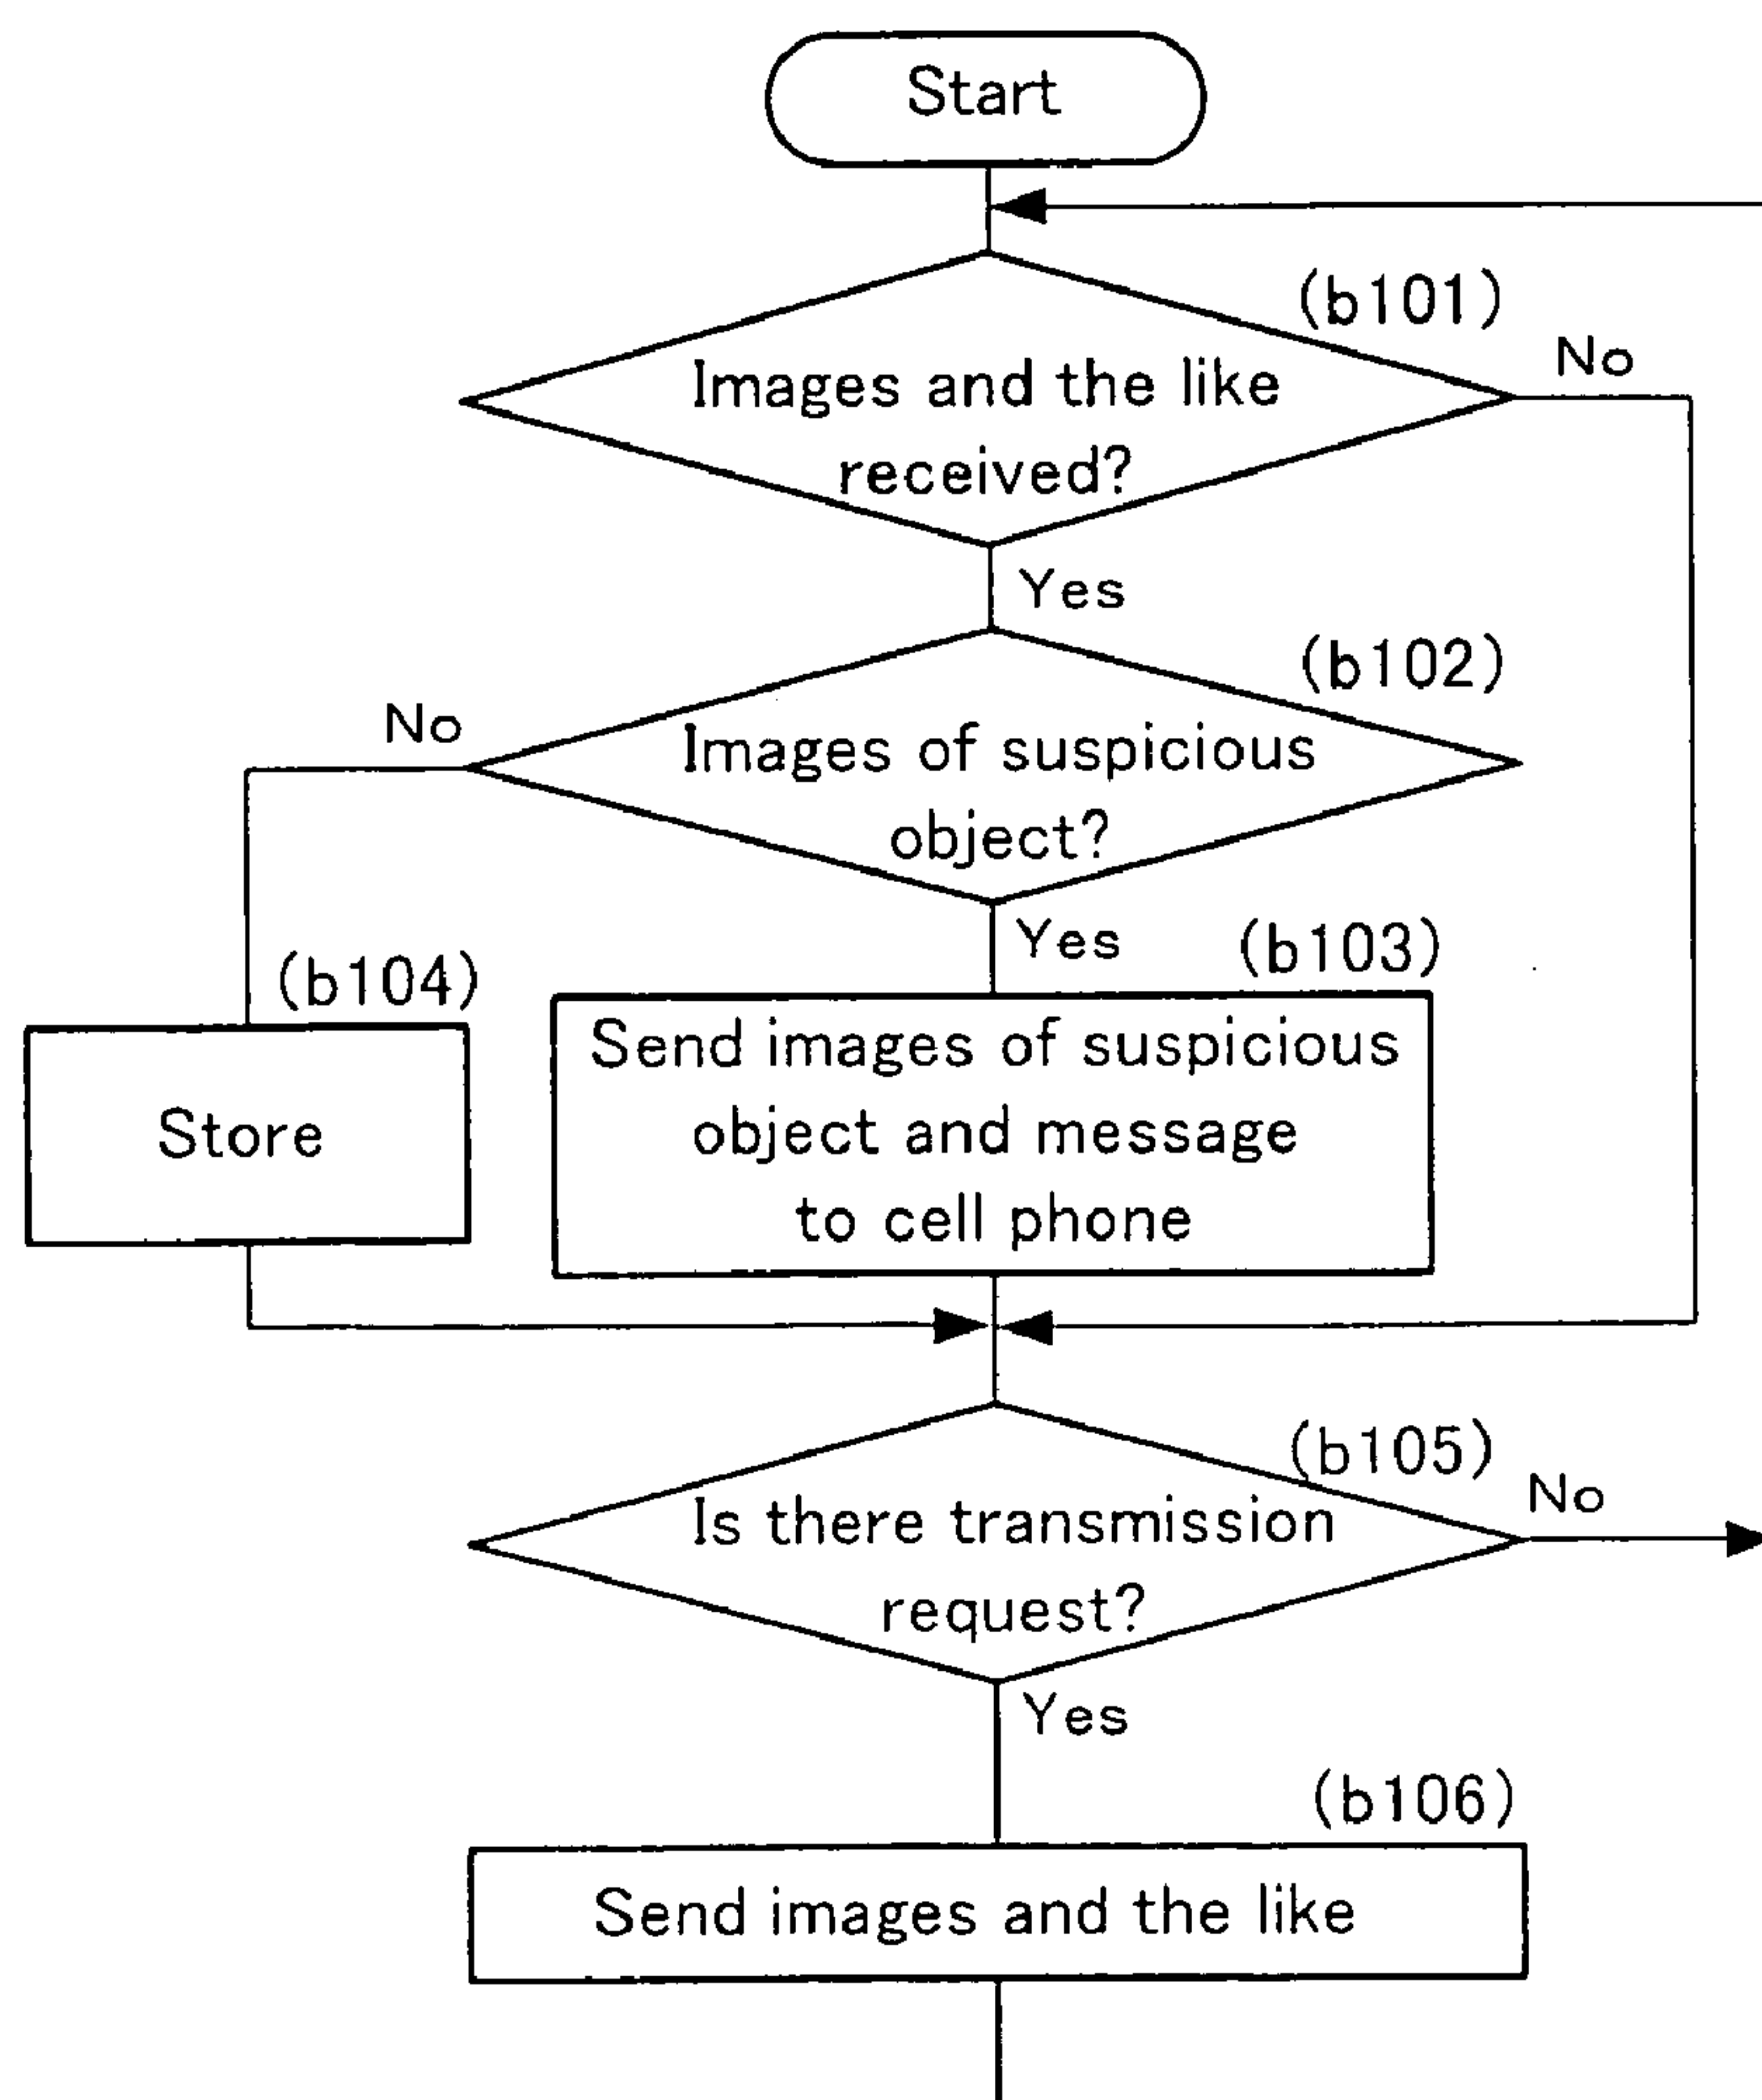 Start
(b101)
No
Images and the like
received?
Yes
(b102)
No
Images of suspicious
object?
Yes
(b103)
(b104)
Send images of suspicious
object and message
to cell phone
Store
(b105)
No
Is there transmission
request?
Yes
(b106)
Send images and the like